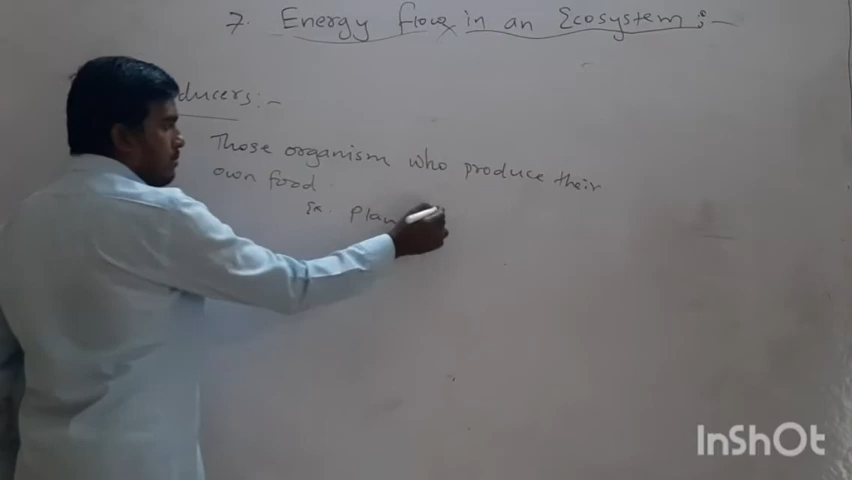 7. Energy flow in an Ecosystem :-
ducers :-
Those organism who produce their
own food.
Ex. Plan
InShOt